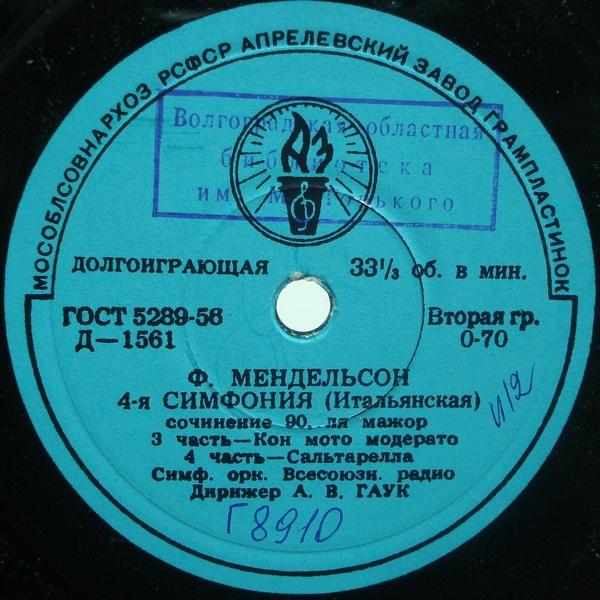 МОСОБЛСОВНАРХОЗ РСФСР АПРЕЛЕВСКИЙ ЗАВОД ГРАМПЛАСТИНОК
Волгоградская областная
библиотека
им. М. Горького
АЗ
ДОЛГОИГРАЮЩАЯ 33⅓ об. в мин.
ГОСТ 5289-56 Вторая гр.
Д—1561 0-70
Ф. МЕНДЕЛЬСОН
4-я СИМФОНИЯ (Итальянская)
сочинение 90, ля мажор
3 часть—Кон мото модерато
4 часть—Сальтарелла
Симф. орк. Всесоюзн. радио
Дирижер А. В. ГАУК
Г8910